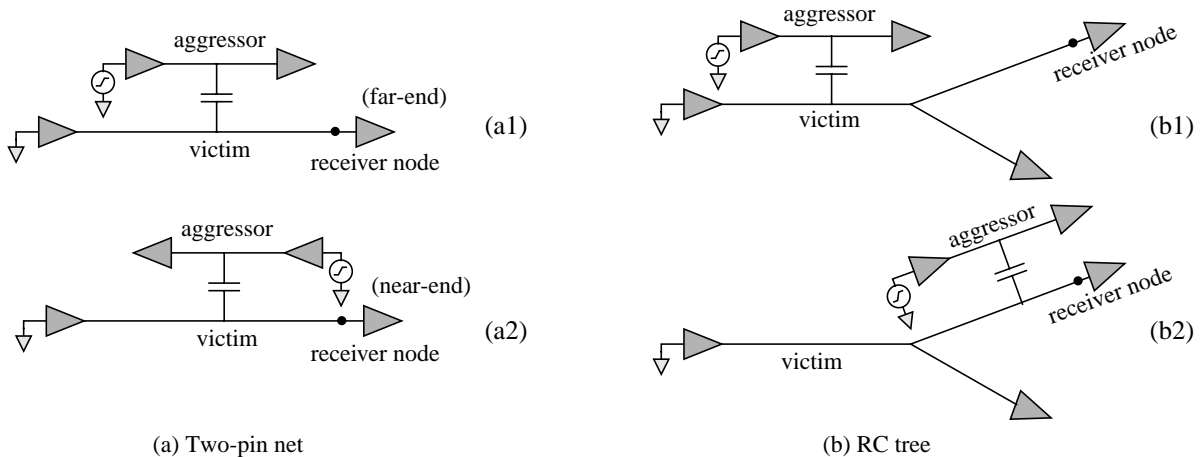 aggressor
(far-end)
(a1)
victim
receiver node
aggressor
(near-end)
(a2)
victim
receiver node
(a) Two-pin net
aggressor
receiver node
(b1)
victim
aggressor
receiver node
(b2)
victim
(b) RC tree